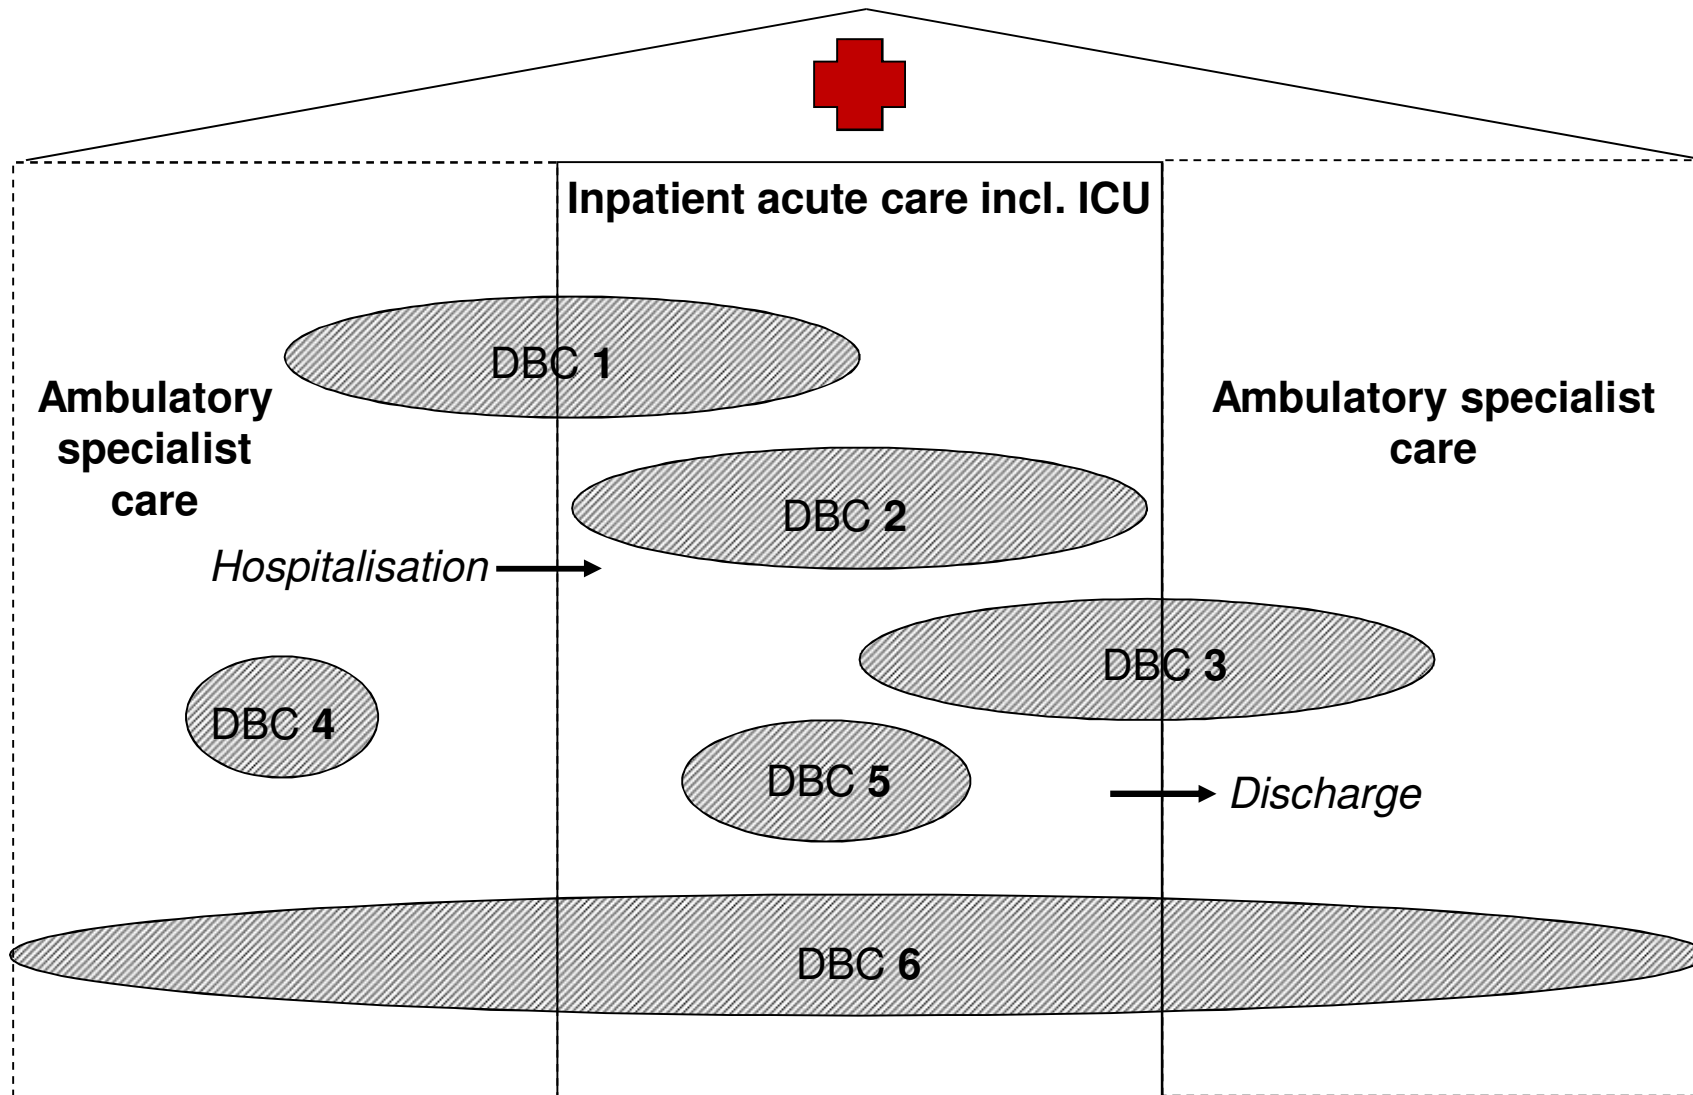 Inpatient acute care incl. ICU
DBC 1
Ambulatory
specialist
care
Ambulatory specialist
care
DBC 2
Hospitalisation
DBC 3
DBC 4
DBC 5
Discharge
DBC 6